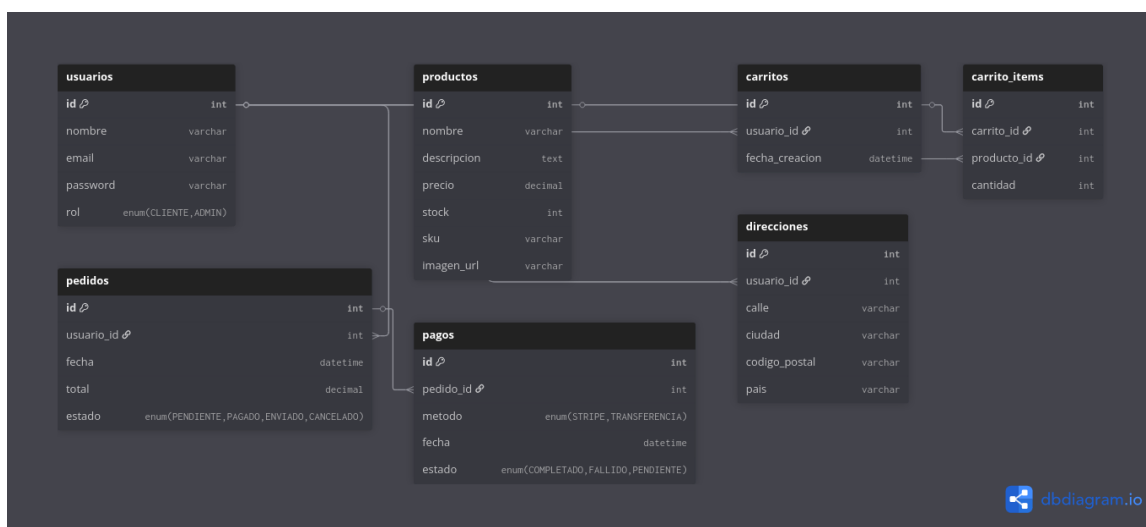 usuarios
id int
nombre varchar
email varchar
password varchar
rol enum(CLIENTE,ADMIN)
productos
id int
nombre varchar
descripcion text
precio decimal
stock int
sku varchar
imagen_url varchar
carritos
id int
usuario_id int
fecha_creacion datetime
carrito_items
id int
carrito_id int
producto_id int
cantidad int
direcciones
id int
usuario_id int
calle varchar
ciudad varchar
codigo_postal varchar
pais varchar
pedidos
id int
usuario_id int
fecha datetime
total decimal
estado enum(PENDIENTE,PAGADO,ENVIADO,CANCELADO)
pagos
id int
pedido_id int
metodo enum(STRIPE,TRANSFERENCIA)
fecha datetime
estado enum(COMPLETADO,FALLIDO,PENDIENTE)
dbdiagram.io